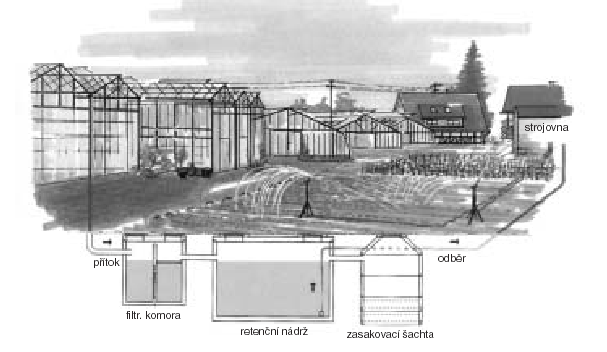 strojovna
přítok
odběr
filtr. komora
retenční nádrž
zasakovací šachta